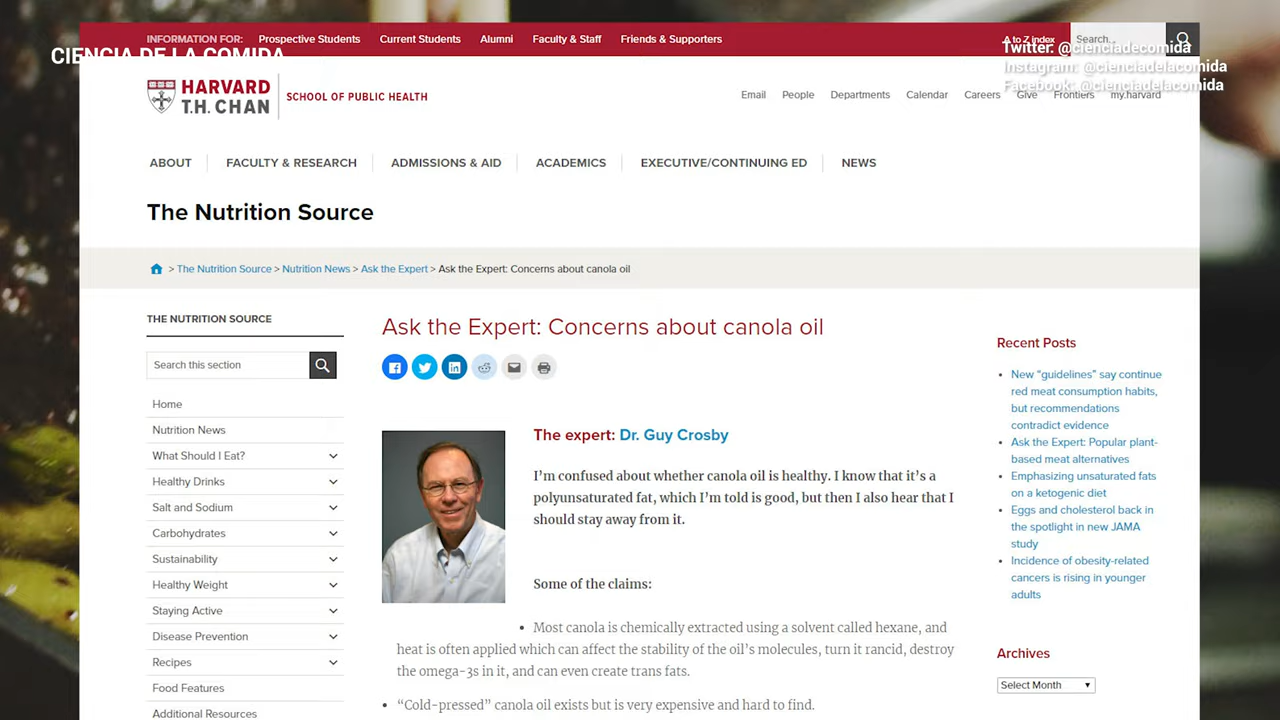 CIENCIA DE LA COMIDA
INFORMATION FOR: Prospective Students Current Students Alumni Faculty & Staff Friends & Supporters A to Z index Search...
Twitter: @cienciadecomida
Instagram: @cienciadelacomida
Facebook: @cienciadelacomida
HARVARD
T.H. CHAN
SCHOOL OF PUBLIC HEALTH
Email People Departments Calendar Careers Give Frontiers my.harvard
ABOUT FACULTY & RESEARCH ADMISSIONS & AID ACADEMICS EXECUTIVE/CONTINUING ED NEWS
The Nutrition Source
> The Nutrition Source > Nutrition News > Ask the Expert > Ask the Expert: Concerns about canola oil
THE NUTRITION SOURCE
Search this section
Home
Nutrition News
What Should I Eat?
Healthy Drinks
Salt and Sodium
Carbohydrates
Sustainability
Healthy Weight
Staying Active
Disease Prevention
Recipes
Food Features
Additional Resources
Ask the Expert: Concerns about canola oil
The expert: Dr. Guy Crosby
I'm confused about whether canola oil is healthy. I know that it's a
polyunsaturated fat, which I'm told is good, but then I also hear that I
should stay away from it.
Some of the claims:
• Most canola is chemically extracted using a solvent called hexane, and
heat is often applied which can affect the stability of the oil's molecules, turn it rancid, destroy
the omega-3s in it, and can even create trans fats.
• “Cold-pressed” canola oil exists but is very expensive and hard to find.
Recent Posts
• New “guidelines” say continue
red meat consumption habits,
but recommendations
contradict evidence
• Ask the Expert: Popular plant-
based meat alternatives
• Emphasizing unsaturated fats
on a ketogenic diet
• Eggs and cholesterol back in
the spotlight in new JAMA
study
• Incidence of obesity-related
cancers is rising in younger
adults
Archives
Select Month